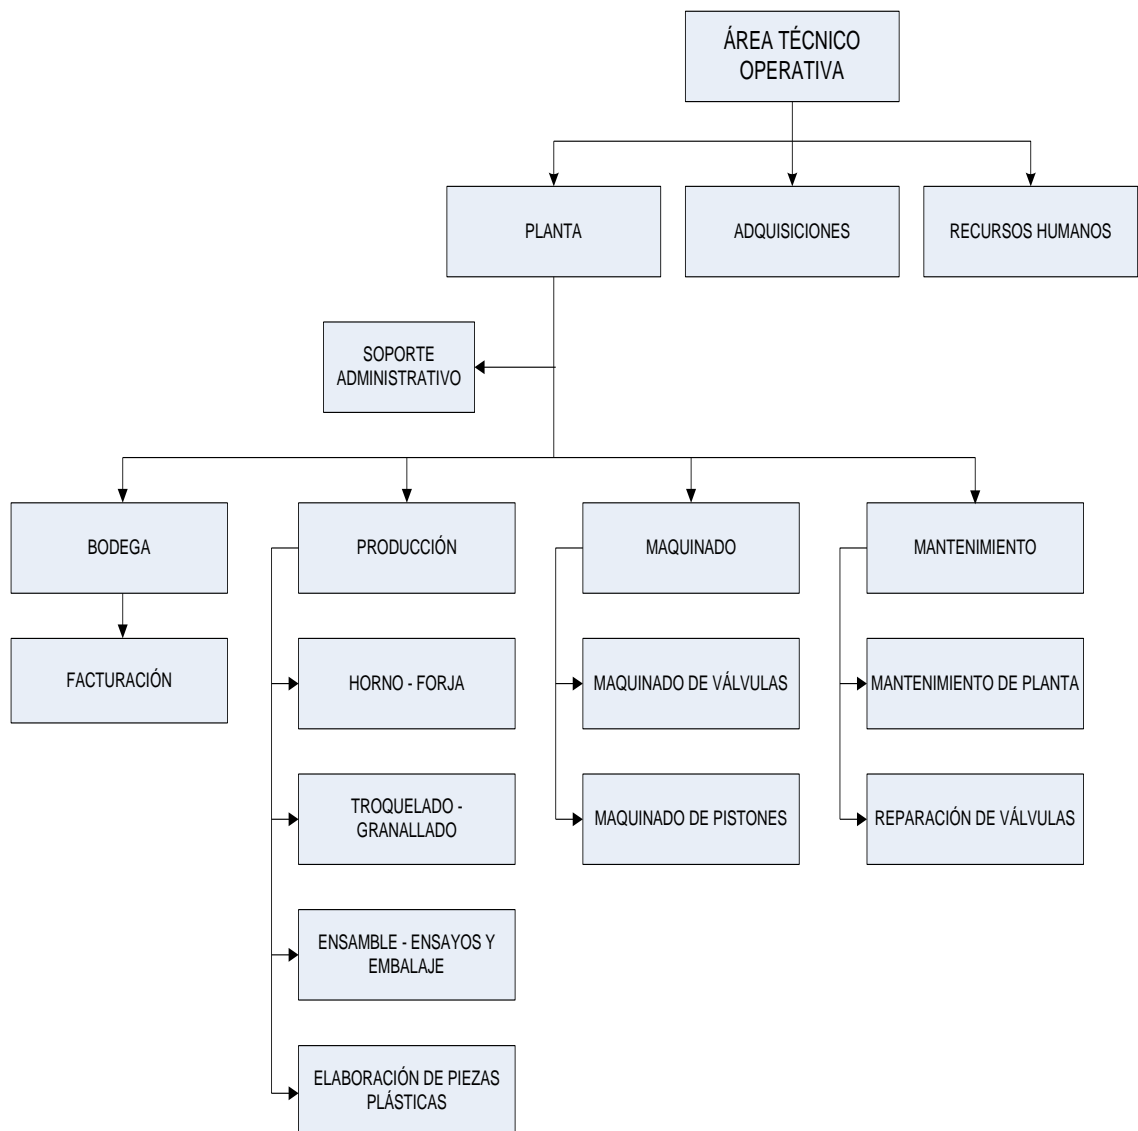 ÁREA TÉCNICO
OPERATIVA
PLANTA
ADQUISICIONES
RECURSOS HUMANOS
SOPORTE
ADMINISTRATIVO
BODEGA
PRODUCCIÓN
MAQUINADO
MANTENIMIENTO
FACTURACIÓN
HORNO - FORJA
MAQUINADO DE VÁLVULAS
MANTENIMIENTO DE PLANTA
TROQUELADO -
GRANALLADO
MAQUINADO DE PISTONES
REPARACIÓN DE VÁLVULAS
ENSAMBLE - ENSAYOS Y
EMBALAJE
ELABORACIÓN DE PIEZAS
PLÁSTICAS